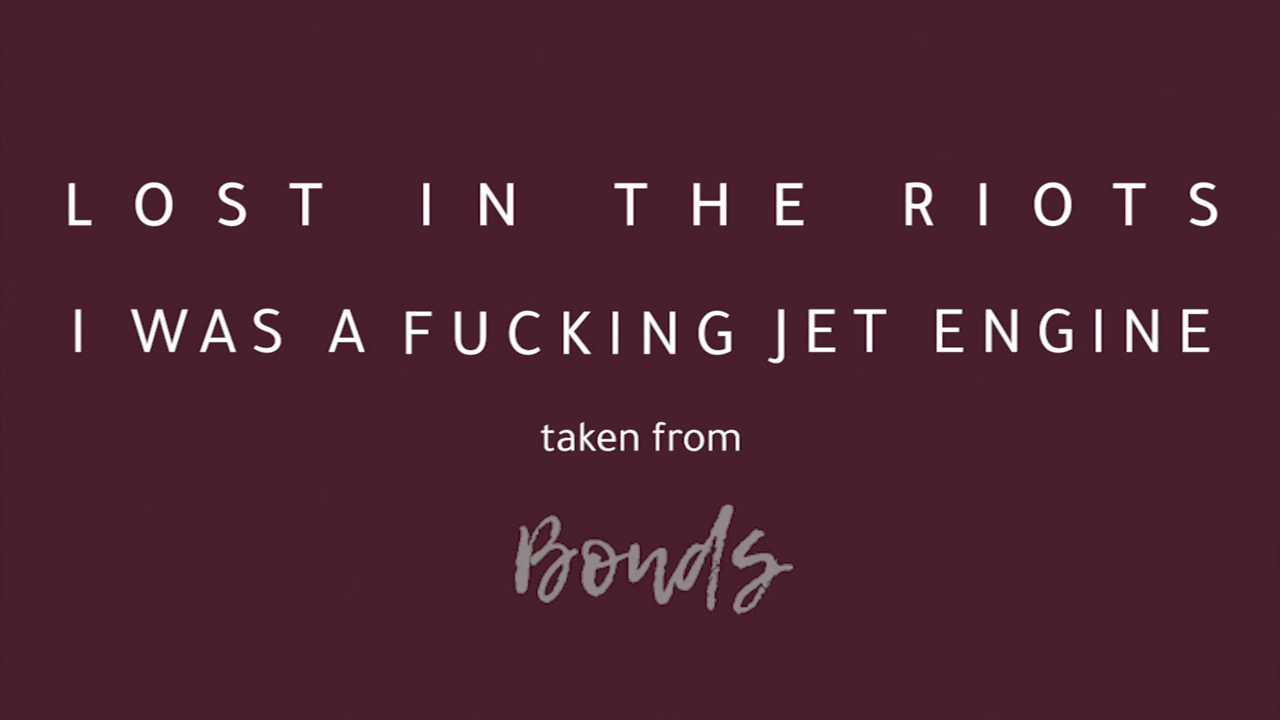 LOST IN THE RIOTS
I WAS A FUCKING JET ENGINE
taken from
Bonds